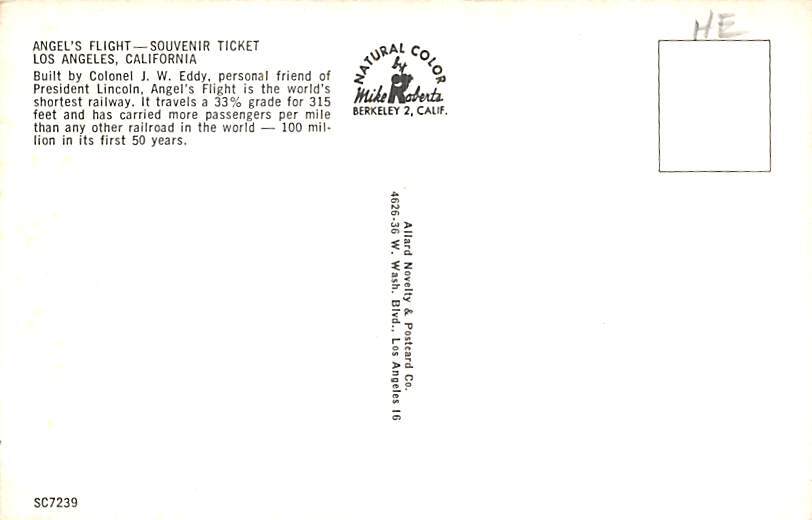 HE
ANGEL'S FLIGHT — SOUVENIR TICKET
LOS ANGELES, CALIFORNIA
Built by Colonel J. W. Eddy, personal friend of
President Lincoln, Angel's Flight is the world's
shortest railway. It travels a 33% grade for 315
feet and has carried more passengers per mile
than any other railroad in the world — 100 mil-
lion in its first 50 years.
NATURAL COLOR
by
Mike Roberts
BERKELEY 2, CALIF.
Allard Novelty & Postcard Co.
4626-36 W. Wash. Blvd., Los Angeles 16
SC7239